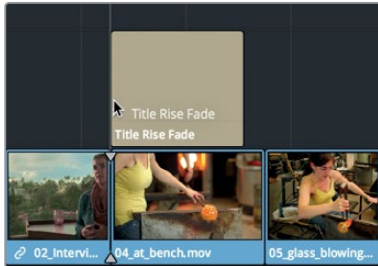 Title Rise Fade
Title Rise Fade
02_Intervi...
04_at_bench.mov
05_glass_blowing...